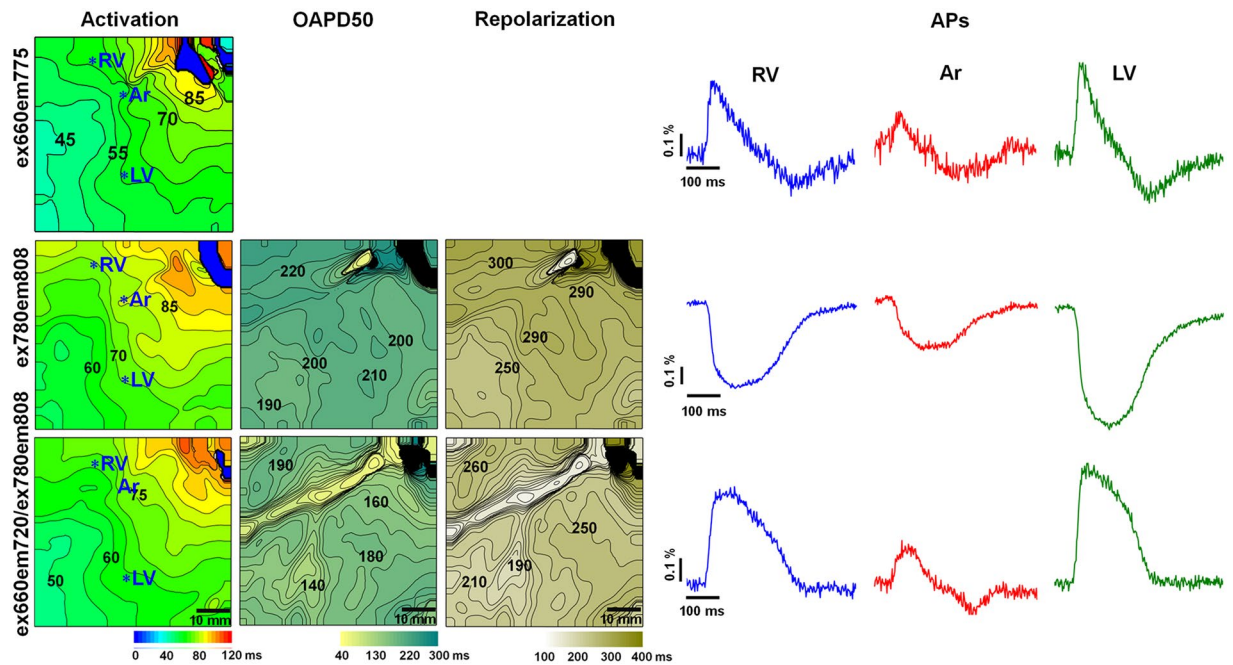 Activation OAPD50 Repolarization APs
ex660em775
*RV
*Ar
85
70
45
55
*LV
RV Ar LV
0.1 %
100 ms
ex780em808
*RV
*Ar
85
70
60
*LV
220
200
200
210
190
300
290
290
250
0.1 %
100 ms
ex660em720/ex780em808
*RV
Ar
75
60
50
*LV
10 mm
190
160
180
140
10 mm
260
250
190
210
10 mm
0.1 %
100 ms
0 40 80 120 ms
40 130 220 300 ms
100 200 300 400 ms